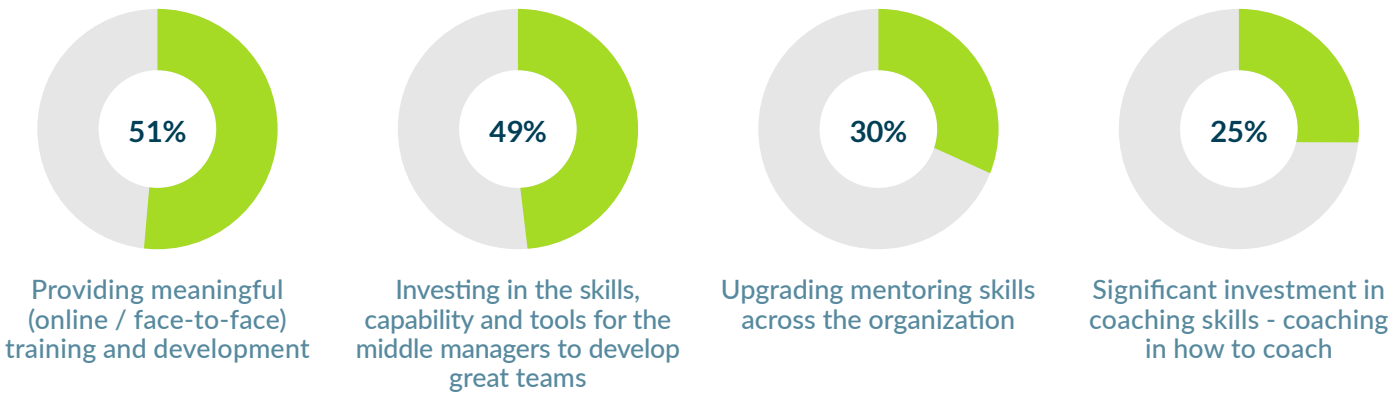 51%
49%
30%
25%
Providing meaningful
(online / face-to-face)
training and development
Investing in the skills,
capability and tools for the
middle managers to develop
great teams
Upgrading mentoring skills
across the organization
Significant investment in
coaching skills - coaching
in how to coach